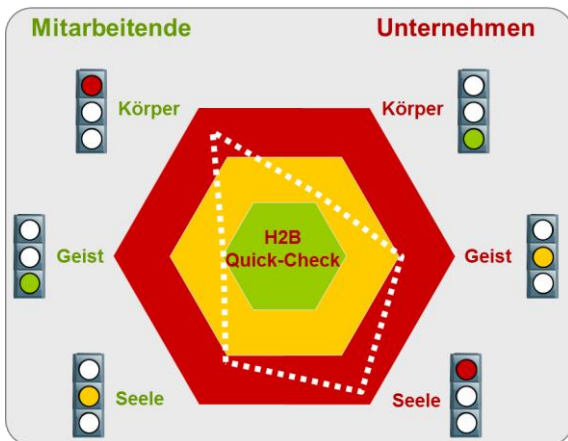 Mitarbeitende Unternehmen
Körper Körper
H2B
Geist Quick-Check Geist
Seele Seele